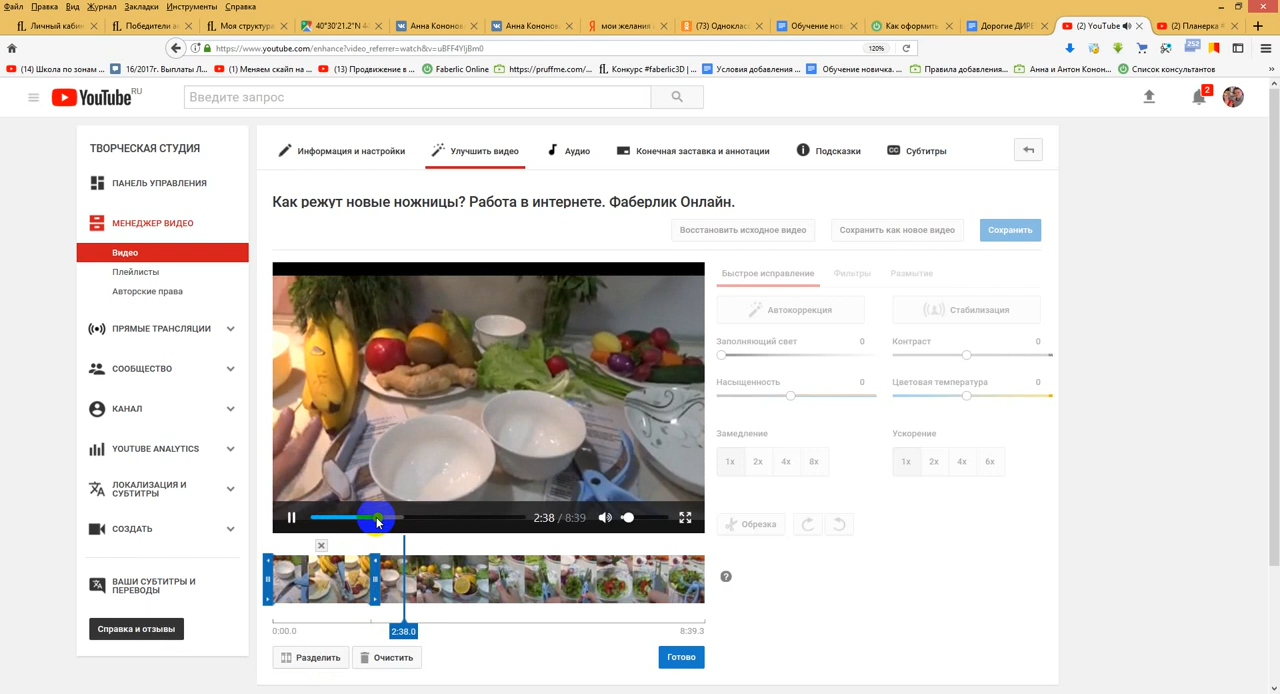 Файл Правка Вид Журнал Закладки Инструменты Справка
Личный каби... Победители а... Моя структура 40°30'21.2"N 44 Анна Кононов Анна Кононов мои желания (73) Однокласс Обучение нов Как оформить Дорогие ДИРЕ (2) YouTube (2) Планерка
https://www.youtube.com/enhance?video_referrer=watch&v=uBFF4YljBm0 120% 252
(14) Школа по зонам ... 16/2017г. Выплаты Л... (1) Меняем скайп на ... (13) Продвижение в ... Faberlic Online https://pruffme.com/... Конкурс #faberlic3D | ... Условия добавления ... Обучение новичка. ... Правила добавления... Анна и Антон Конон... Список консультантов
YouTube RU Введите запрос 2
ТВОРЧЕСКАЯ СТУДИЯ
ПАНЕЛЬ УПРАВЛЕНИЯ
МЕНЕДЖЕР ВИДЕО
Видео
Плейлисты
Авторские права
ПРЯМЫЕ ТРАНСЛЯЦИИ
СООБЩЕСТВО
КАНАЛ
YOUTUBE ANALYTICS
ЛОКАЛИЗАЦИЯ И
СУБТИТРЫ
СОЗДАТЬ
ВАШИ СУБТИТРЫ И
ПЕРЕВОДЫ
Справка и отзывы
Информация и настройки Улучшить видео Аудио Конечная заставка и аннотации Подсказки CC Субтитры
Как режут новые ножницы? Работа в интернете. Фаберлик Онлайн.
Восстановить исходное видео Сохранить как новое видео Сохранить
Быстрое исправление Фильтры Размытие
Автокоррекция Стабилизация
Заполняющий свет 0 Контраст 0
Насыщенность 0 Цветовая температура 0
Замедление Ускорение
1x 2x 4x 8x 1x 2x 4x 6x
Обрезка
2:38 / 8:39
0:00.0 2:38.0 8:39.3
Разделить Очистить Готово